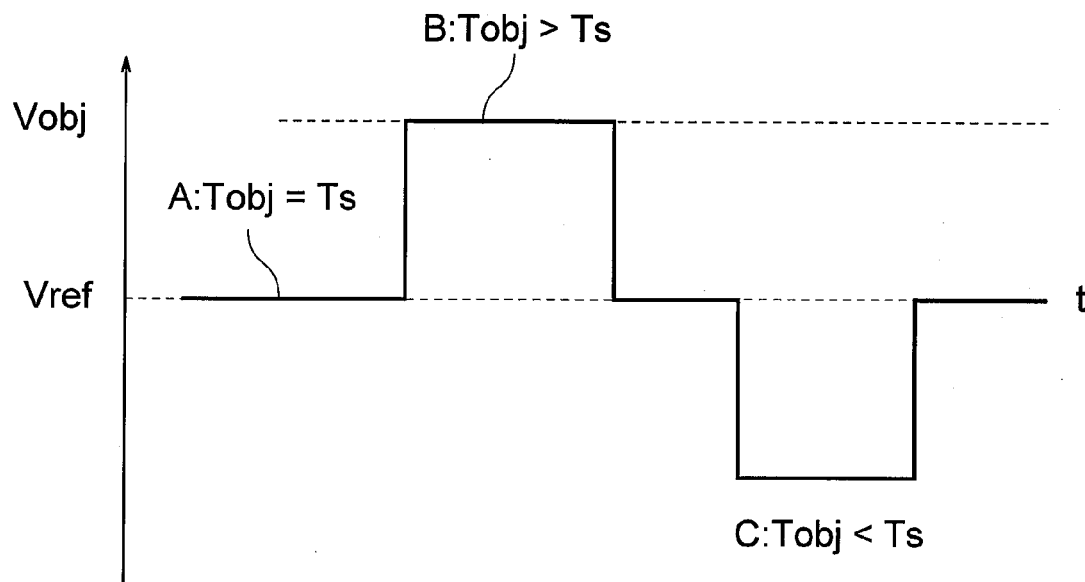 B:Tobj > Ts
Vobj
A:Tobj = Ts
Vref
t
C:Tobj < Ts